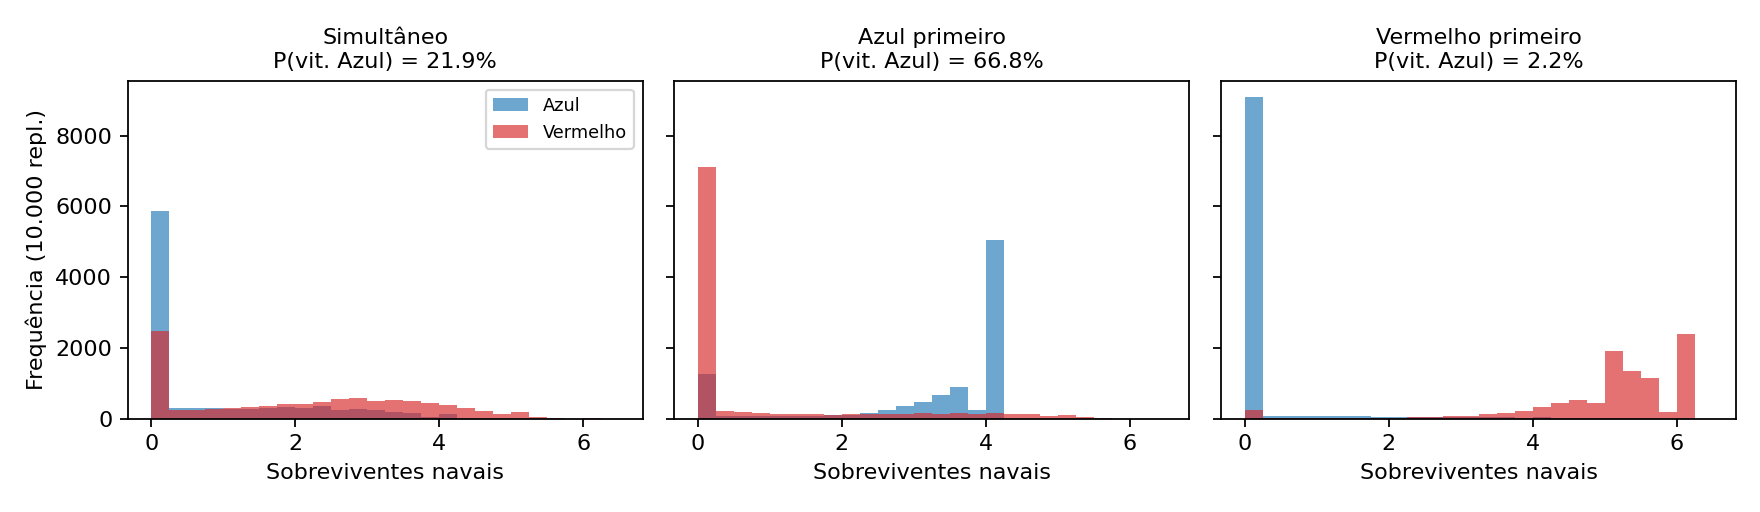 Simultâneo
P(vit. Azul) = 21.9%
Azul primeiro
P(vit. Azul) = 66.8%
Vermelho primeiro
P(vit. Azul) = 2.2%
Azul
Vermelho
Frequência (10.000 repl.)
8000
6000
4000
2000
0
0 2 4 6
0 2 4 6
0 2 4 6
Sobreviventes navais
Sobreviventes navais
Sobreviventes navais